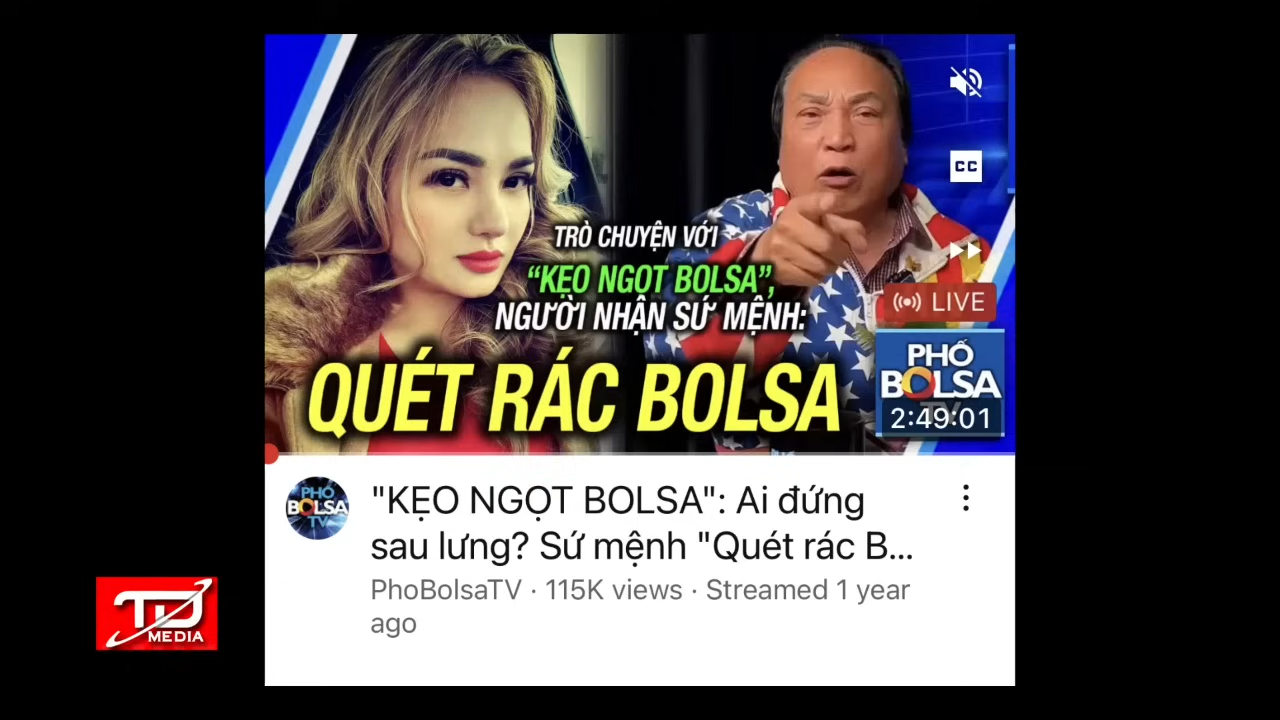 CC
TRÒ CHUYỆN VỚI
"KẸO NGỌT BOLSA",
NGƯỜI NHẬN SỨ MỆNH:
QUÉT RÁC BOLSA
LIVE
PHỐ
BOLSA
TV
2:49:01
PHỐ
BOLSA
TV
"KẸO NGỌT BOLSA": Ai đứng
sau lưng? Sứ mệnh "Quét rác B...
PhoBolsaTV · 115K views · Streamed 1 year
ago
TD
MEDIA